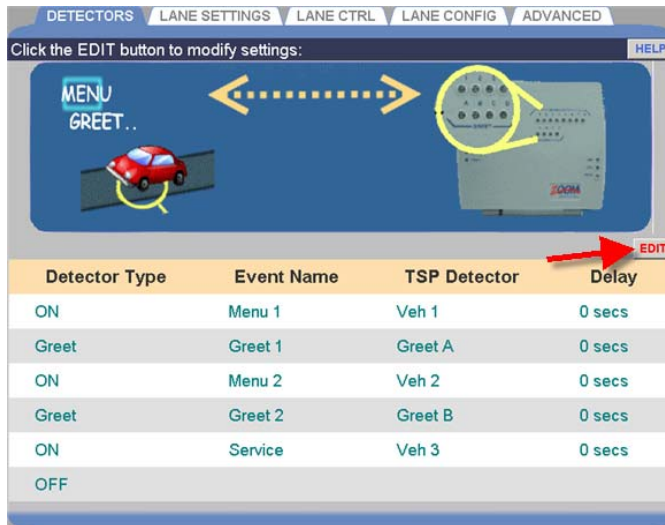 DETECTORS LANE SETTINGS LANE CTRL LANE CONFIG ADVANCED
Click the EDIT button to modify settings:
HELP
MENU
GREET..
ZOOM
EDIT
Detector Type Event Name TSP Detector Delay
ON Menu 1 Veh 1 0 secs
Greet Greet 1 Greet A 0 secs
ON Menu 2 Veh 2 0 secs
Greet Greet 2 Greet B 0 secs
ON Service Veh 3 0 secs
OFF